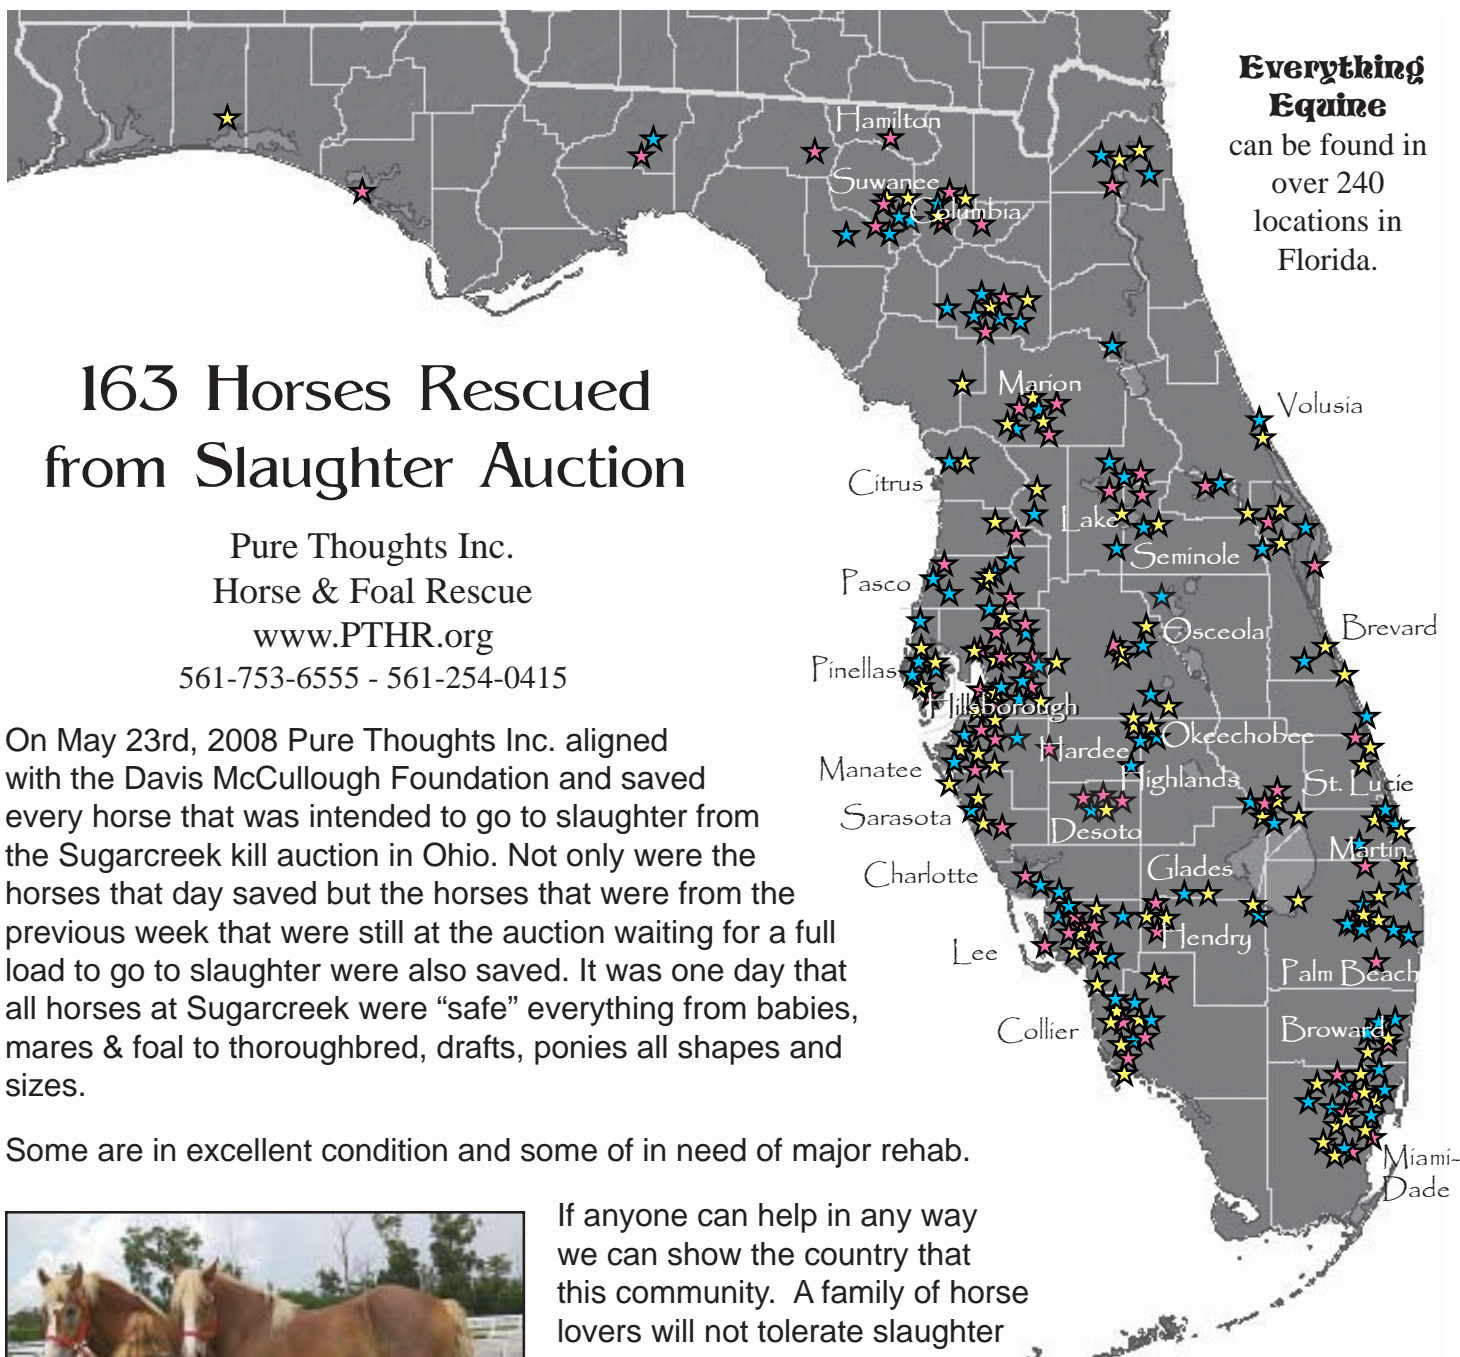 Everything
Equine
can be found in
over 240
locations in
Florida.
Hamilton
Suwanee
Columbia
Marion
Volusia
Citrus
Lake
Seminole
Pasco
Osceola
Brevard
Pinellas
Hillsborough
Hardee
Okeechobee
Manatee
Highlands
St. Lucie
Sarasota
Desoto
Martin
Charlotte
Glades
Lee
Hendry
Palm Beach
Collier
Broward
Miami-
Dade
163 Horses Rescued
from Slaughter Auction
Pure Thoughts Inc.
Horse & Foal Rescue
www.PTHR.org
561-753-6555 - 561-254-0415
On May 23rd, 2008 Pure Thoughts Inc. aligned
with the Davis McCullough Foundation and saved
every horse that was intended to go to slaughter from
the Sugarcreek kill auction in Ohio. Not only were the
horses that day saved but the horses that were from the
previous week that were still at the auction waiting for a full
load to go to slaughter were also saved. It was one day that
all horses at Sugarcreek were “safe” everything from babies,
mares & foal to thoroughbred, drafts, ponies all shapes and
sizes.
Some are in excellent condition and some of in need of major rehab.
If anyone can help in any way
we can show the country that
this community.  A family of horse
lovers will not tolerate slaughter